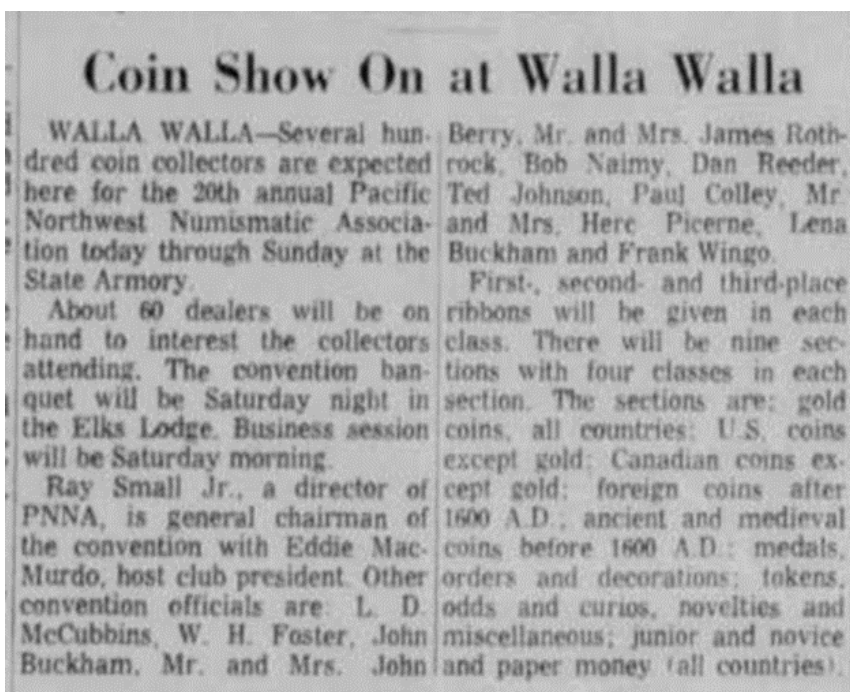 Coin Show On at Walla Walla
WALLA WALLA—Several hun-
dred coin collectors are expected
here for the 20th annual Pacific
Northwest Numismatic Associa-
tion today through Sunday at the
State Armory.
About 60 dealers will be on
hand to interest the collectors
attending. The convention ban-
quet will be Saturday night in
the Elks Lodge. Business session
will be Saturday morning.
Ray Small Jr., a director of
PNNA, is general chairman of
the convention with Eddie Mac-
Murdo, host club president. Other
convention officials are: L. D.
McCubbins, W. H. Foster, John
Buckham, Mr. and Mrs. John
Berry, Mr. and Mrs. James Roth-
rock, Bob Naimy, Dan Reeder,
Ted Johnson, Paul Colley, Mr.
and Mrs. Herc Picerne, Lena
Buckham and Frank Wingo.
First-, second- and third-place
ribbons will be given in each
class. There will be nine sec-
tions with four classes in each
section. The sections are: gold
coins, all countries; U.S. coins
except gold; Canadian coins ex-
cept gold; foreign coins after
1600 A.D.; ancient and medieval
coins before 1600 A.D.; medals,
orders and decorations; tokens,
odds and curios, novelties and
miscellaneous; junior and novice
and paper money (all countries).